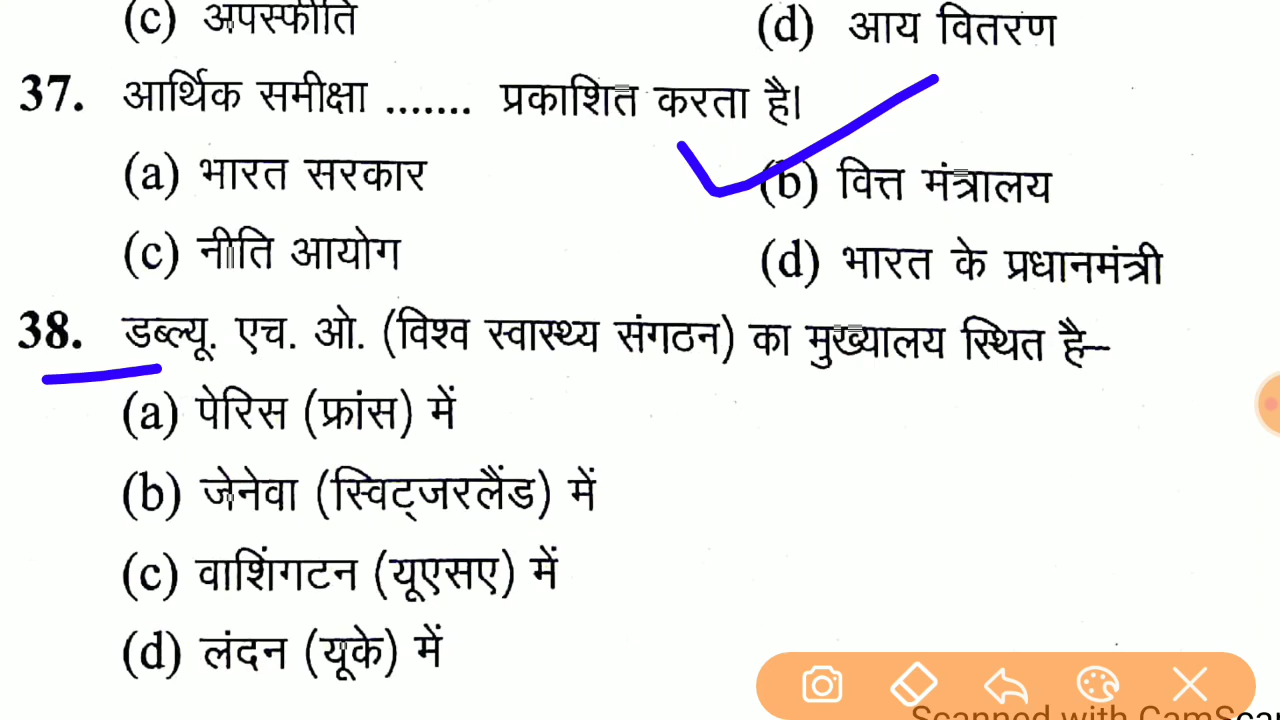 (c) अपस्फीति (d) आय वितरण
37. आर्थिक समीक्षा ....... प्रकाशित करता है।
(a) भारत सरकार (b) वित्त मंत्रालय
(c) नीति आयोग (d) भारत के प्रधानमंत्री
38. डब्ल्यू. एच. ओ. (विश्व स्वास्थ्य संगठन) का मुख्यालय स्थित है–
(a) पेरिस (फ्रांस) में
(b) जेनेवा (स्विट्जरलैंड) में
(c) वाशिंगटन (यूएसए) में
(d) लंदन (यूके) में
Scanned with CamScan